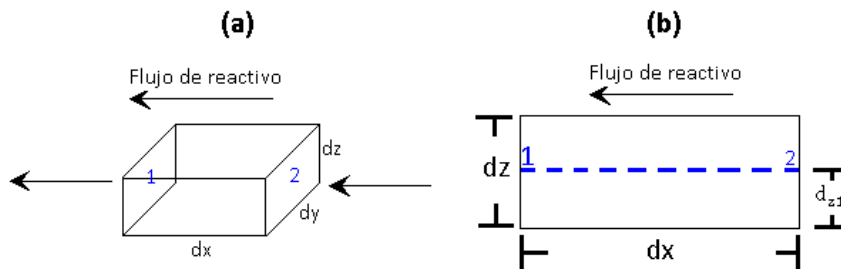 (a)
Flujo de reactivo
1
2
dz
dy
dx
(b)
Flujo de reactivo
1
2
dz
dz1
dx